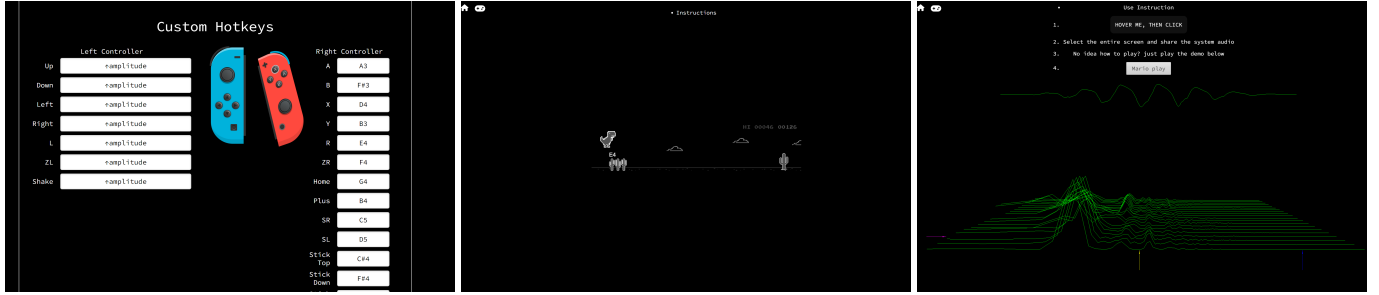 Custom Hotkeys
Left Controller
Up ↑amplitude
Down ↑amplitude
Left ↑amplitude
Right ↑amplitude
L ↑amplitude
ZL ↑amplitude
Shake ↑amplitude
Right Controller
A A3
B F#3
X D4
Y B3
R E4
ZR F4
Home G4
Plus B4
SR C5
SL D5
Stick
Top C#4
Stick
Down F#4
• Instructions
HI 00046 00125
E4
• Use Instruction
1. HOVER ME, THEN CLICK
2. Select the entire screen and share the system audio
3. No idea how to play? just play the demo below
4. Mario play